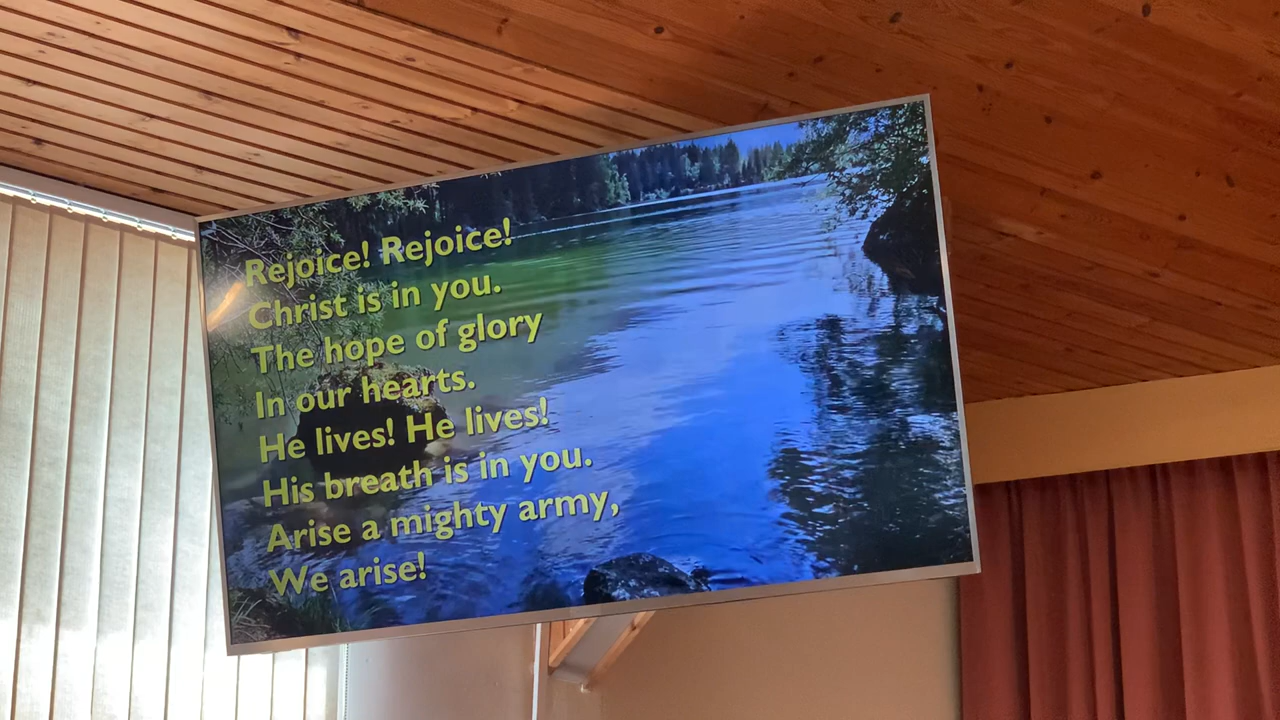 Rejoice! Rejoice!
Christ is in you.
The hope of glory
In our hearts.
He lives! He lives!
His breath is in you.
Arise a mighty army,
We arise!